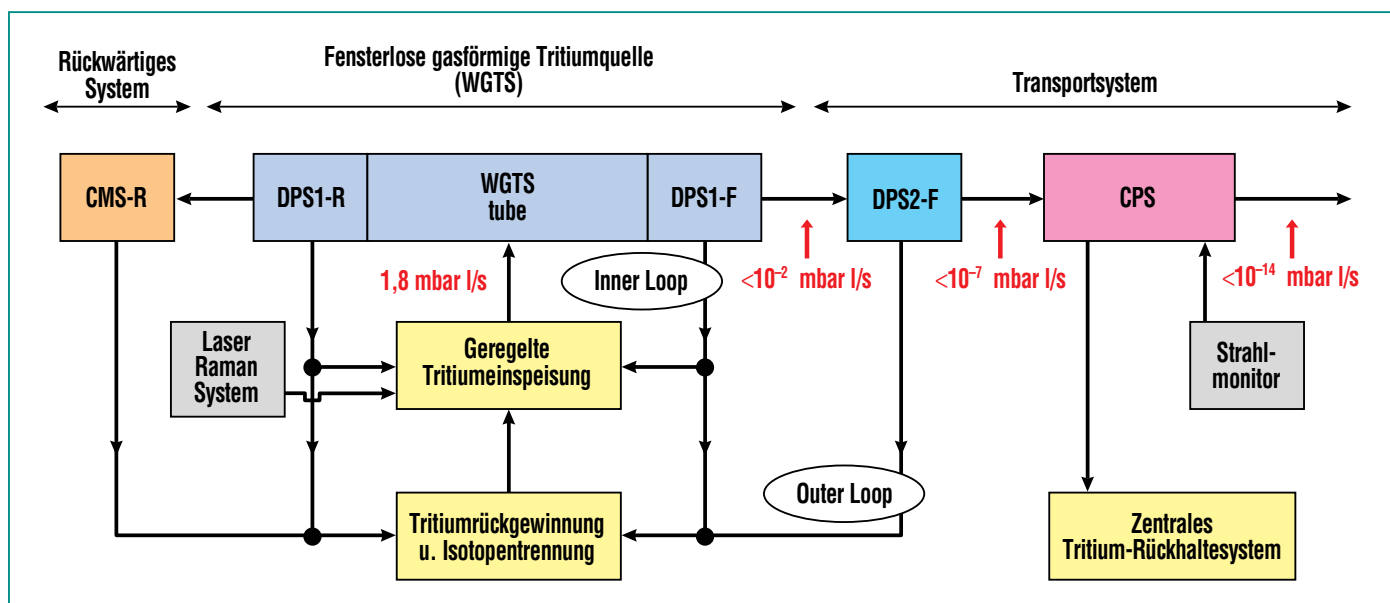 Rückwärtiges
System
Fensterlose gasförmige Tritiumquelle
(WGTS)
Transportsystem
CMS-R
DPS1-R
WGTS
tube
DPS1-F
DPS2-F
CPS
1,8 mbar l/s
Inner Loop
<10⁻² mbar l/s
<10⁻⁷ mbar l/s
<10⁻¹⁴ mbar l/s
Laser
Raman
System
Geregelte
Tritiumeinspeisung
Strahl-
monitor
Outer Loop
Tritiumrückgewinnung
u. Isotopentrennung
Zentrales
Tritium-Rückhaltesystem